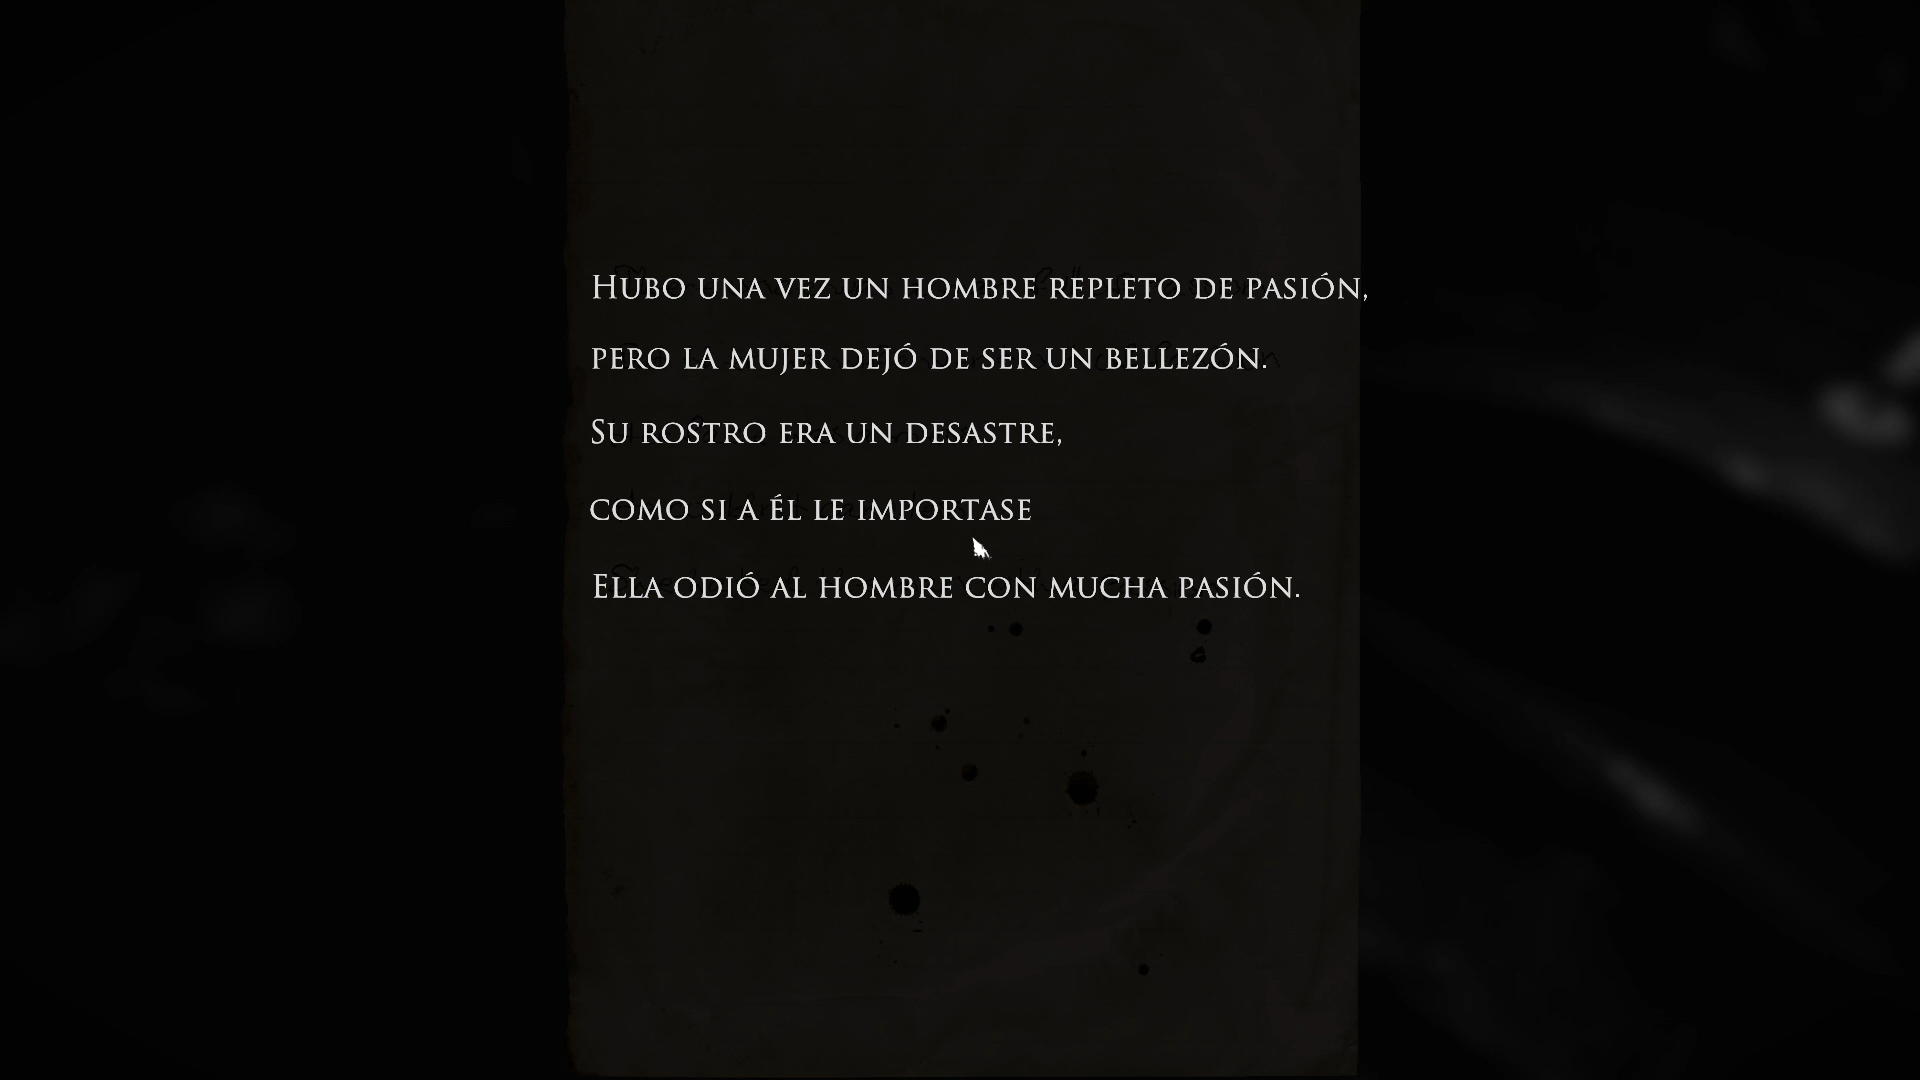 Hubo una vez un hombre repleto de pasión,
pero la mujer dejó de ser un bellezón.
Su rostro era un desastre,
como si a él le importase
Ella odió al hombre con mucha pasión.